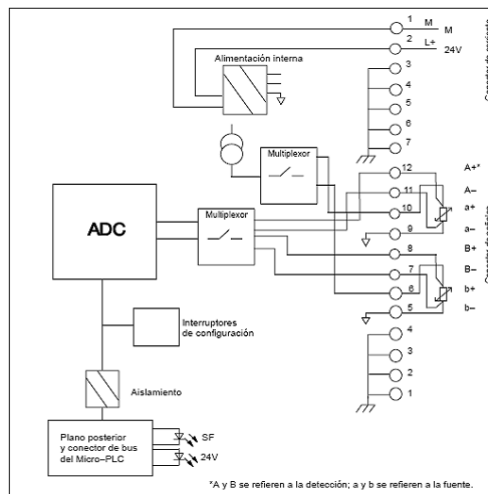 1 M M
2 L+ 24V
Alimentación interna
3
4
5
6
7
Multiplexor
12 A+*
11 A–
10 a+
9 a–
ADC
Multiplexor
8 B+
7 B–
6 b+
5 b–
4
3
2
1
Interruptores
de configuración
Aislamiento
Plano posterior
y conector de bus
del Micro–PLC
SF
24V
*A y B se refieren a la detección; a y b se refieren a la fuente.